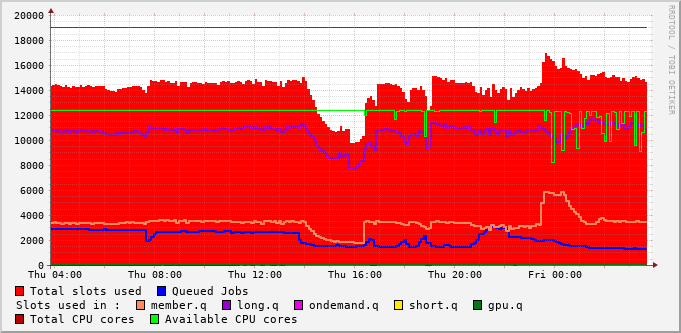 20000
18000
16000
14000
12000
10000
8000
6000
4000
2000
0
Thu 04:00 Thu 08:00 Thu 12:00 Thu 16:00 Thu 20:00 Fri 00:00
RRDTOOL / TOBI OETIKER
Total slots used Queued Jobs
Slots used in : member.q long.q ondemand.q short.q gpu.q
Total CPU cores Available CPU cores